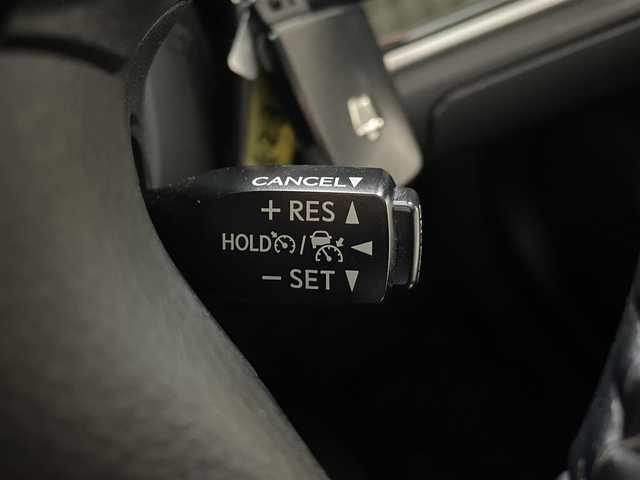 CANCEL▼
+ RES ▲
HOLD / ◀
− SET ▼